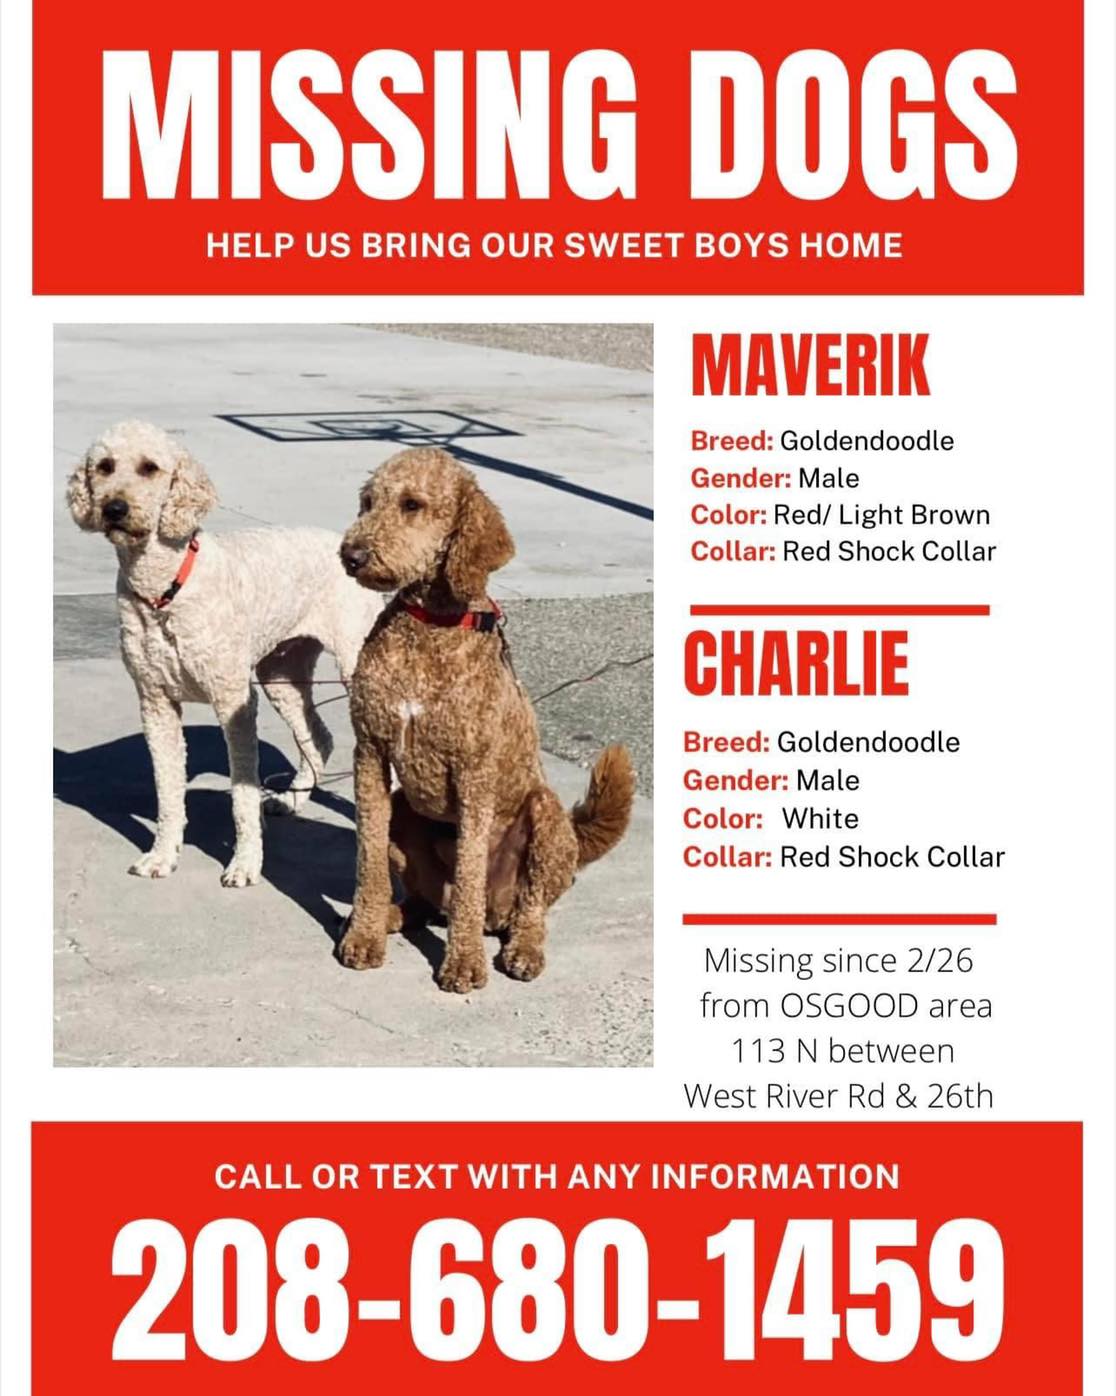 MISSING DOGS
HELP US BRING OUR SWEET BOYS HOME
MAVERIK
Breed: Goldendoodle
Gender: Male
Color: Red/ Light Brown
Collar: Red Shock Collar
CHARLIE
Breed: Goldendoodle
Gender: Male
Color: White
Collar: Red Shock Collar
Missing since 2/26
from OSGOOD area
113 N between
West River Rd & 26th
CALL OR TEXT WITH ANY INFORMATION
208-680-1459